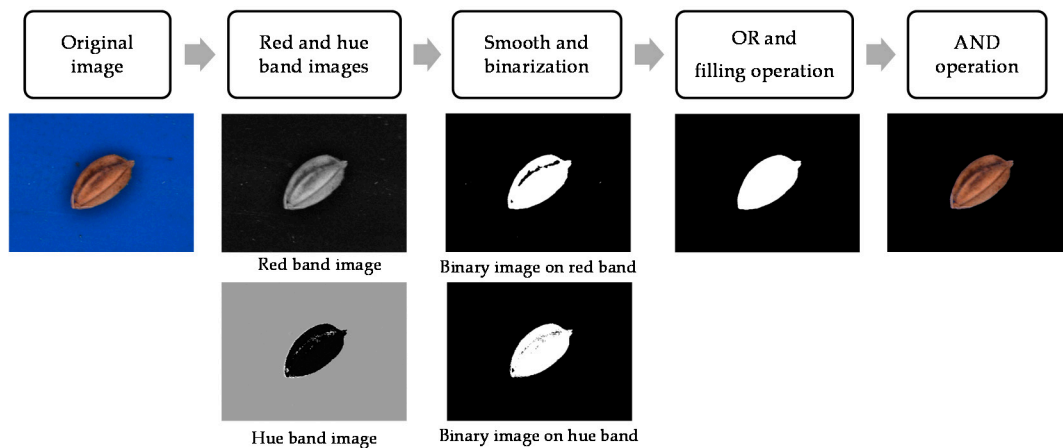 Original
image
Red and hue
band images
Smooth and
binarization
OR and
filling operation
AND
operation
Red band image
Binary image on red band
Hue band image
Binary image on hue band